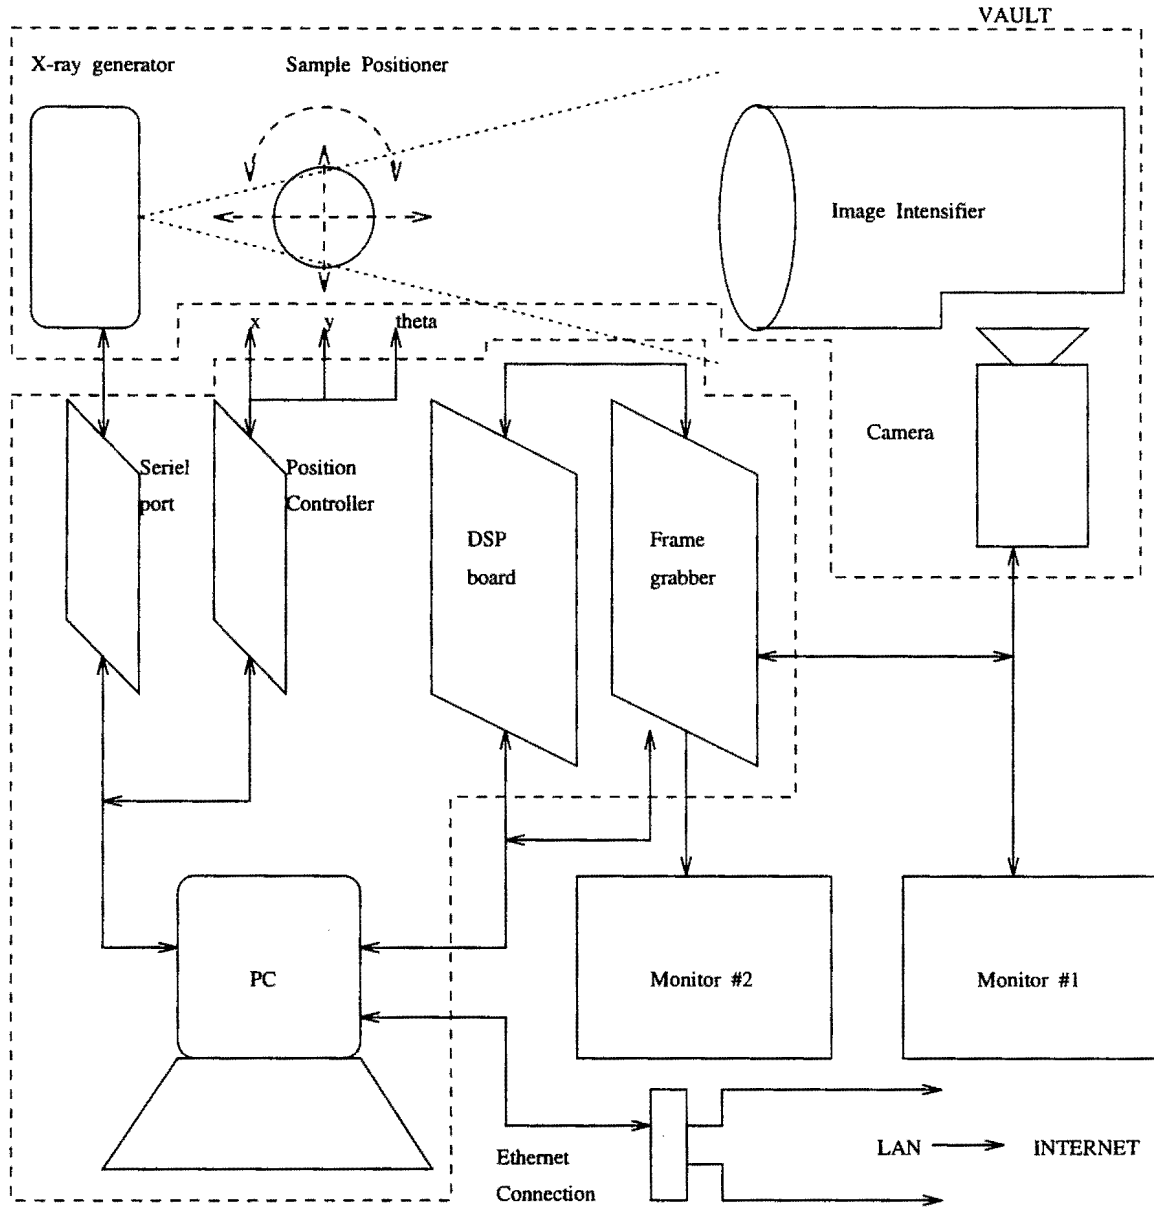 VAULT
X-ray generator
Sample Positioner
Image Intensifier
x
y
theta
Camera
Seriel
port
Position
Controller
DSP
board
Frame
grabber
PC
Monitor #2
Monitor #1
Ethernet
Connection
LAN
INTERNET